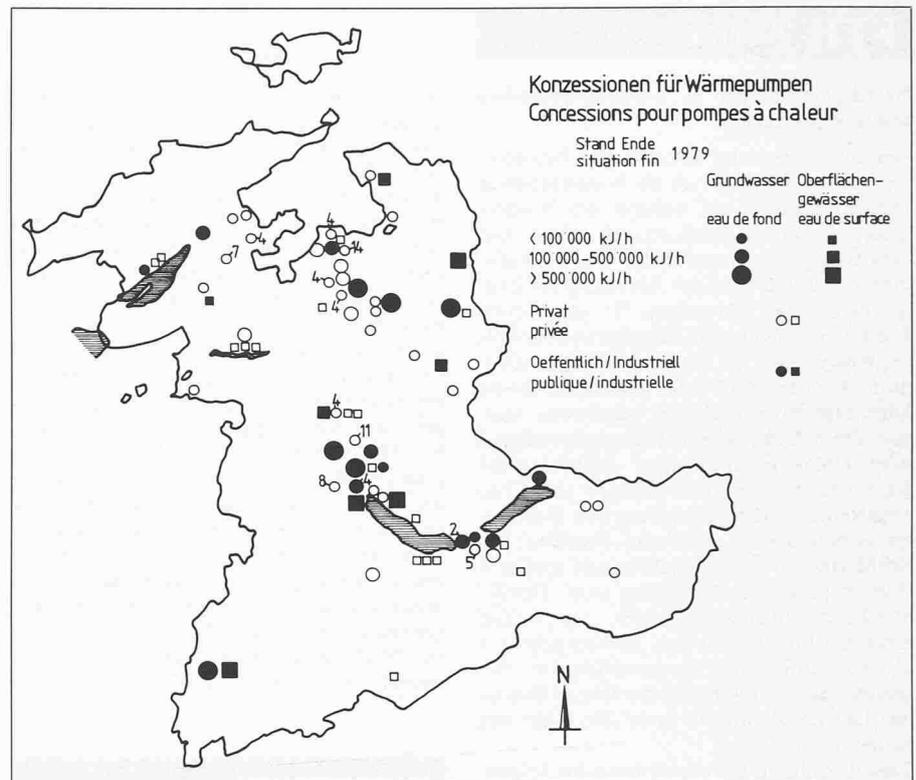 Konzessionen für Wärmepumpen
Concessions pour pompes à chaleur
Stand Ende
situation fin 1979
Grundwasser Oberflächen-
gewässer
eau de fond eau de surface
< 100'000 kJ/h
100'000-500'000 kJ/h
> 500'000 kJ/h
Privat
privée
Oeffentlich/Industriell
publique/industrielle
4
4
7
14
4
4
4
11
8
4
2
5
N